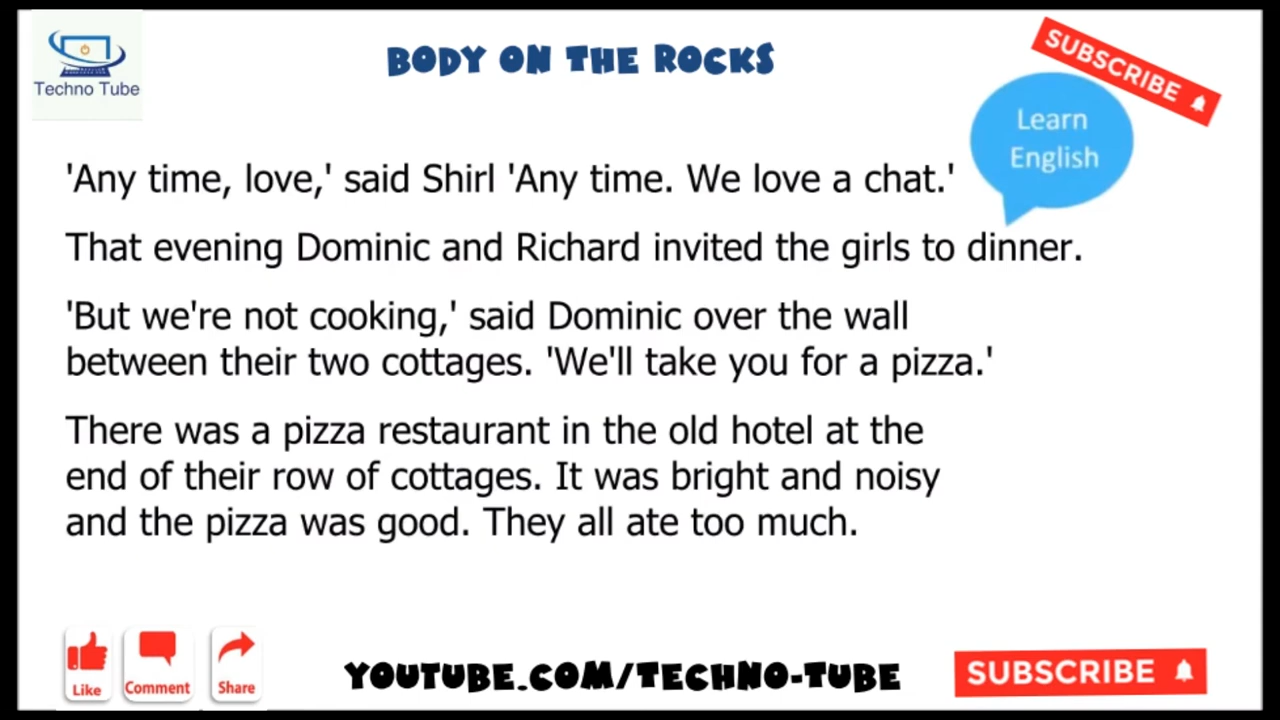 BODY ON THE ROCKS
SUBSCRIBE
Techno Tube
Learn
English
'Any time, love,' said Shirl 'Any time. We love a chat.'
That evening Dominic and Richard invited the girls to dinner.
'But we're not cooking,' said Dominic over the wall
between their two cottages. 'We'll take you for a pizza.'
There was a pizza restaurant in the old hotel at the
end of their row of cottages. It was bright and noisy
and the pizza was good. They all ate too much.
Like
Comment
Share
YOUTUBE.COM/TECHNO-TUBE
SUBSCRIBE